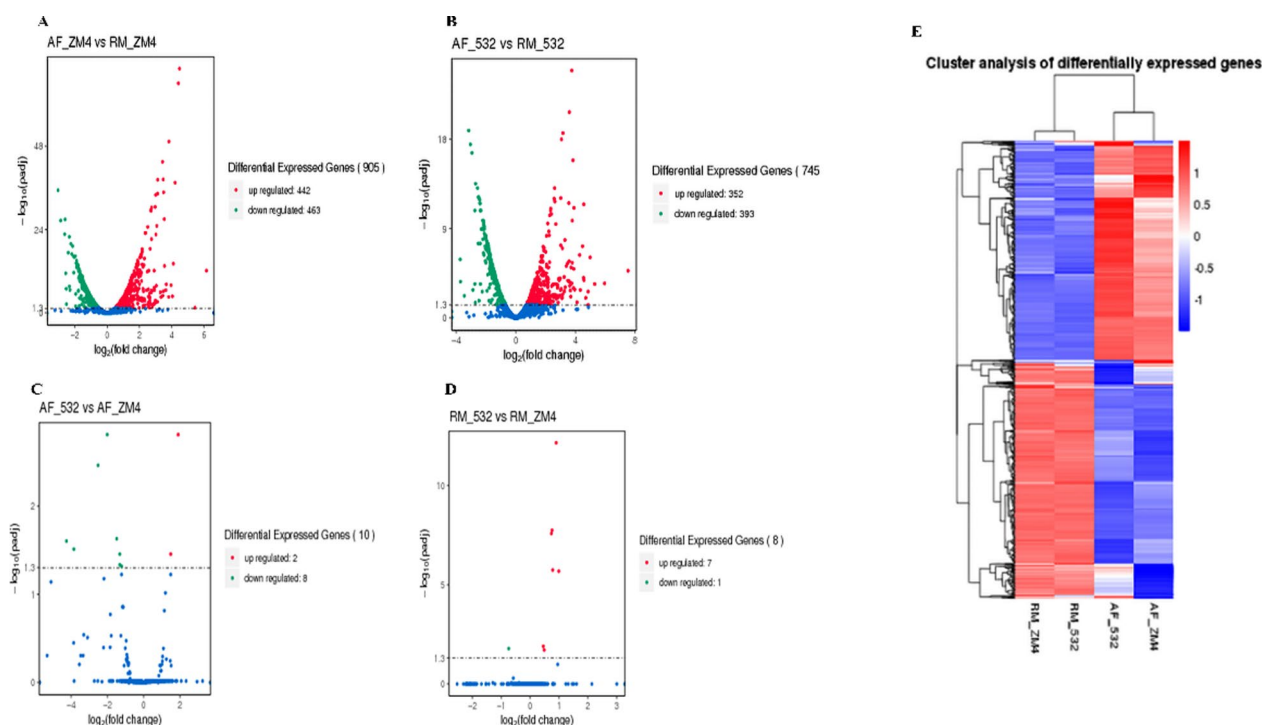 A
AF_ZM4 vs RM_ZM4
48
24
1.3
0
−log10(padj)
−2
0
2
4
6
log2(fold change)
Differential Expressed Genes ( 905 )
up regulated: 442
down regulated: 463
B
AF_532 vs RM_532
18
9
1.3
0
−log10(padj)
−4
0
4
8
log2(fold change)
Differential Expressed Genes ( 745
up regulated: 352
down regulated: 393
C
AF_532 vs AF_ZM4
2
1.3
1
0
−log10(padj)
−4
−2
0
2
log2(fold change)
Differential Expressed Genes ( 10 )
up regulated: 2
down regulated: 8
D
RM_532 vs RM_ZM4
10
5
1.3
0
−log10(padj)
−2
−1
0
1
2
3
log2(fold change)
Differential Expressed Genes ( 8 )
up regulated: 7
down regulated: 1
E
Cluster analysis of differentially expressed genes
1
0.5
0
-0.5
-1
RM_ZM4
RM_532
AF_532
AF_ZM4